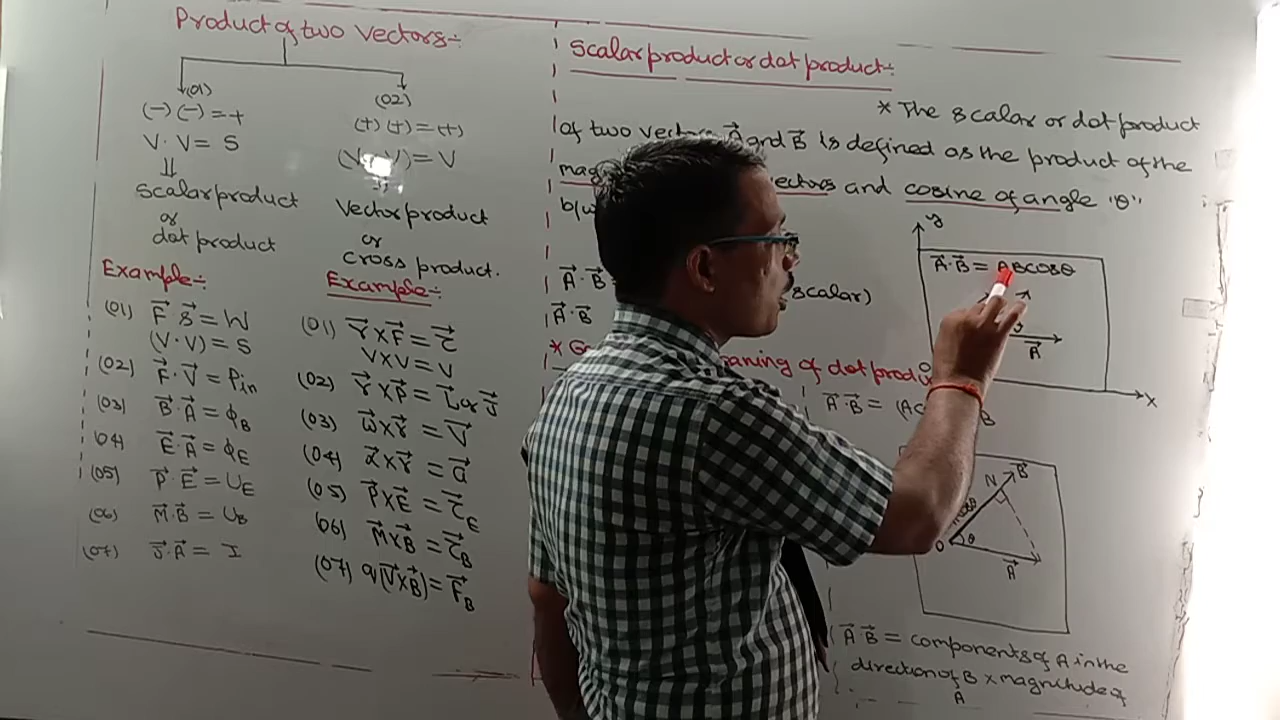 Product of two vectors:-
(01)
(-) (-) = +
V · V = S
⇓
Scalar product
or
dot product
(02)
(+) (+) = (+)
= V
Vector product
or
cross product.
Example:-
(01) F⃗ · S⃗ = W
(V · V) = S
(02) F⃗ · V⃗ = Pin
(03) B⃗ · A⃗ = ϕB
(04) E⃗ · A⃗ = ϕE
(05) P⃗ · E⃗ = UE
(06) M⃗ · B⃗ = UB
(07) J⃗ · A⃗ = I
Example:-
(01) r⃗ × F⃗ = τ⃗
V × V = V
(02) r⃗ × P⃗ = L⃗ or J⃗
(03) ω⃗ × r⃗ = V⃗
(04) α⃗ × r⃗ = a⃗
(05) P⃗ × E⃗ = τ⃗E
(06) M⃗ × B⃗ = τ⃗B
(07) q(V⃗ × B⃗) = F⃗B
Scalar product or dot product:-
* The scalar or dot product
of two vectors A⃗ and B⃗ is defined as the product of the
and cosine of angle "θ"
A⃗ · B⃗ = scalar)
A⃗ · B⃗
y
A⃗ · B⃗ = ABCosθ
A⃗
x
* of dot
A⃗ · B⃗ = B
B⃗
N
O θ
A⃗
A⃗ B⃗ = components of A in the
direction of B × magnitude of
A